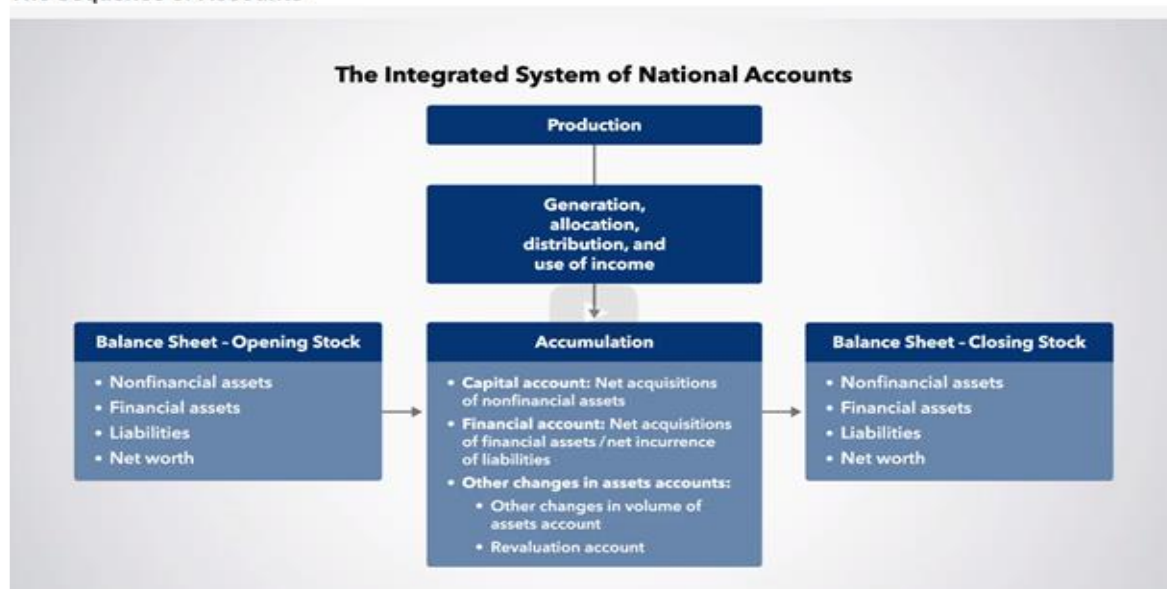 The Integrated System of National Accounts
Production
Generation,
allocation,
distribution, and
use of income
Balance Sheet - Opening Stock
• Nonfinancial assets
• Financial assets
• Liabilities
• Net worth
Accumulation
• Capital account: Net acquisitions
of nonfinancial assets
• Financial account: Net acquisitions
of financial assets / net incurrence
of liabilities
• Other changes in assets accounts:
• Other changes in volume of
assets account
• Revaluation account
Balance Sheet - Closing Stock
• Nonfinancial assets
• Financial assets
• Liabilities
• Net worth